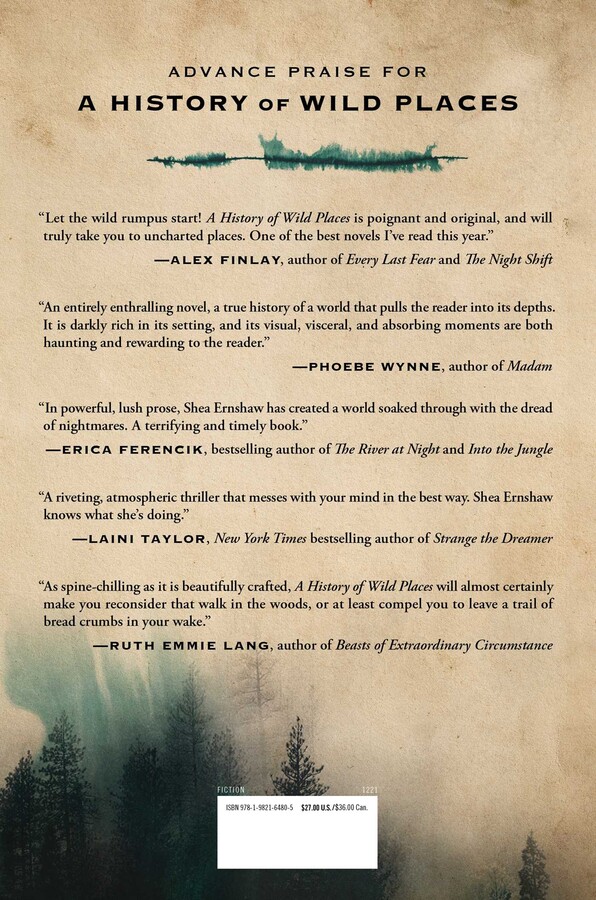 ADVANCE PRAISE FOR
A HISTORY OF WILD PLACES
“Let the wild rumpus start! A History of Wild Places is poignant and original, and will
truly take you to uncharted places. One of the best novels I’ve read this year.”
—ALEX FINLAY, author of Every Last Fear and The Night Shift
“An entirely enthralling novel, a true history of a world that pulls the reader into its depths.
It is darkly rich in its setting, and its visual, visceral, and absorbing moments are both
haunting and rewarding to the reader.”
—PHOEBE WYNNE, author of Madam
“In powerful, lush prose, Shea Ernshaw has created a world soaked through with the dread
of nightmares. A terrifying and timely book.”
—ERICA FERENCIK, bestselling author of The River at Night and Into the Jungle
“A riveting, atmospheric thriller that messes with your mind in the best way. Shea Ernshaw
knows what she’s doing.”
—LAINI TAYLOR, New York Times bestselling author of Strange the Dreamer
“As spine-chilling as it is beautifully crafted, A History of Wild Places will almost certainly
make you reconsider that walk in the woods, or at least compel you to leave a trail of
bread crumbs in your wake.”
—RUTH EMMIE LANG, author of Beasts of Extraordinary Circumstance
FICTION 1221
ISBN 978-1-9821-6480-5 $27.00 U.S./$36.00 Can.